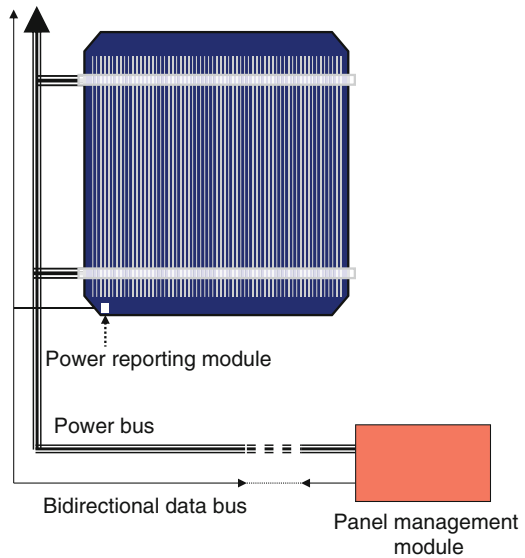 Power reporting module
Power bus
Bidirectional data bus
Panel management
module